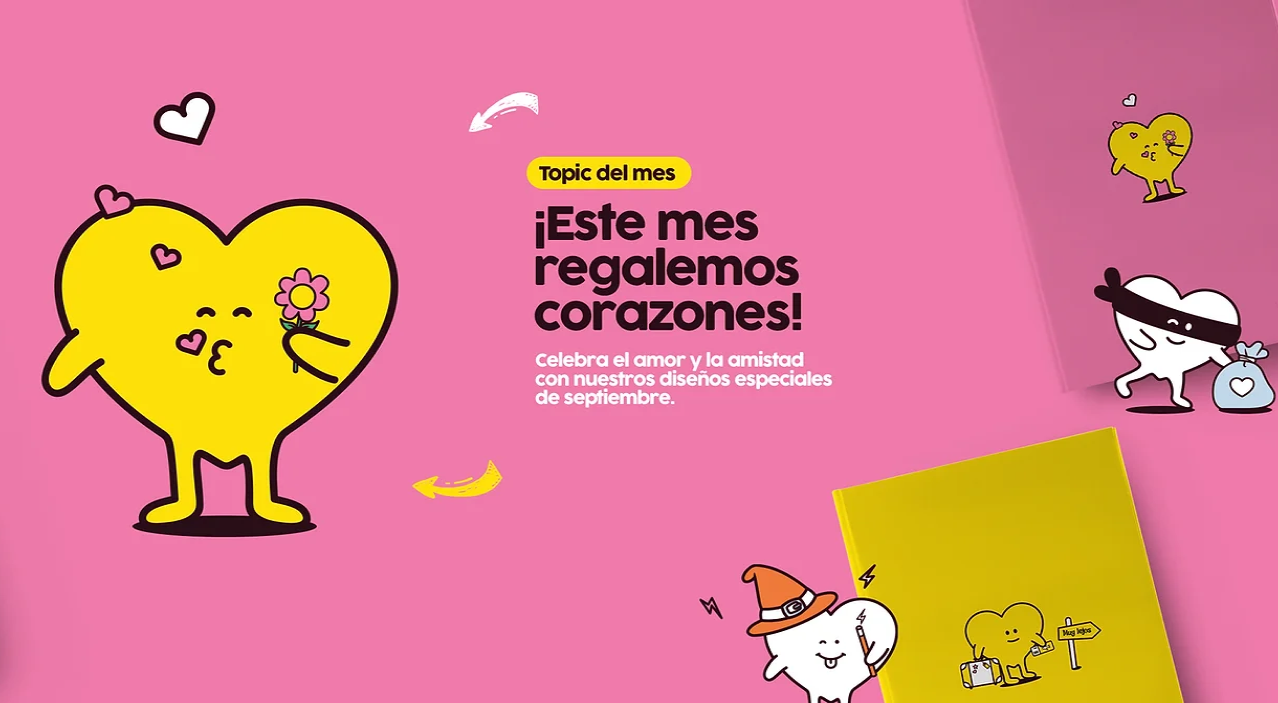 Topic del mes
¡Este mes
regalemos
corazones!
Celebra el amor y la amistad
con nuestros diseños especiales
de septiembre.
Muy lejos